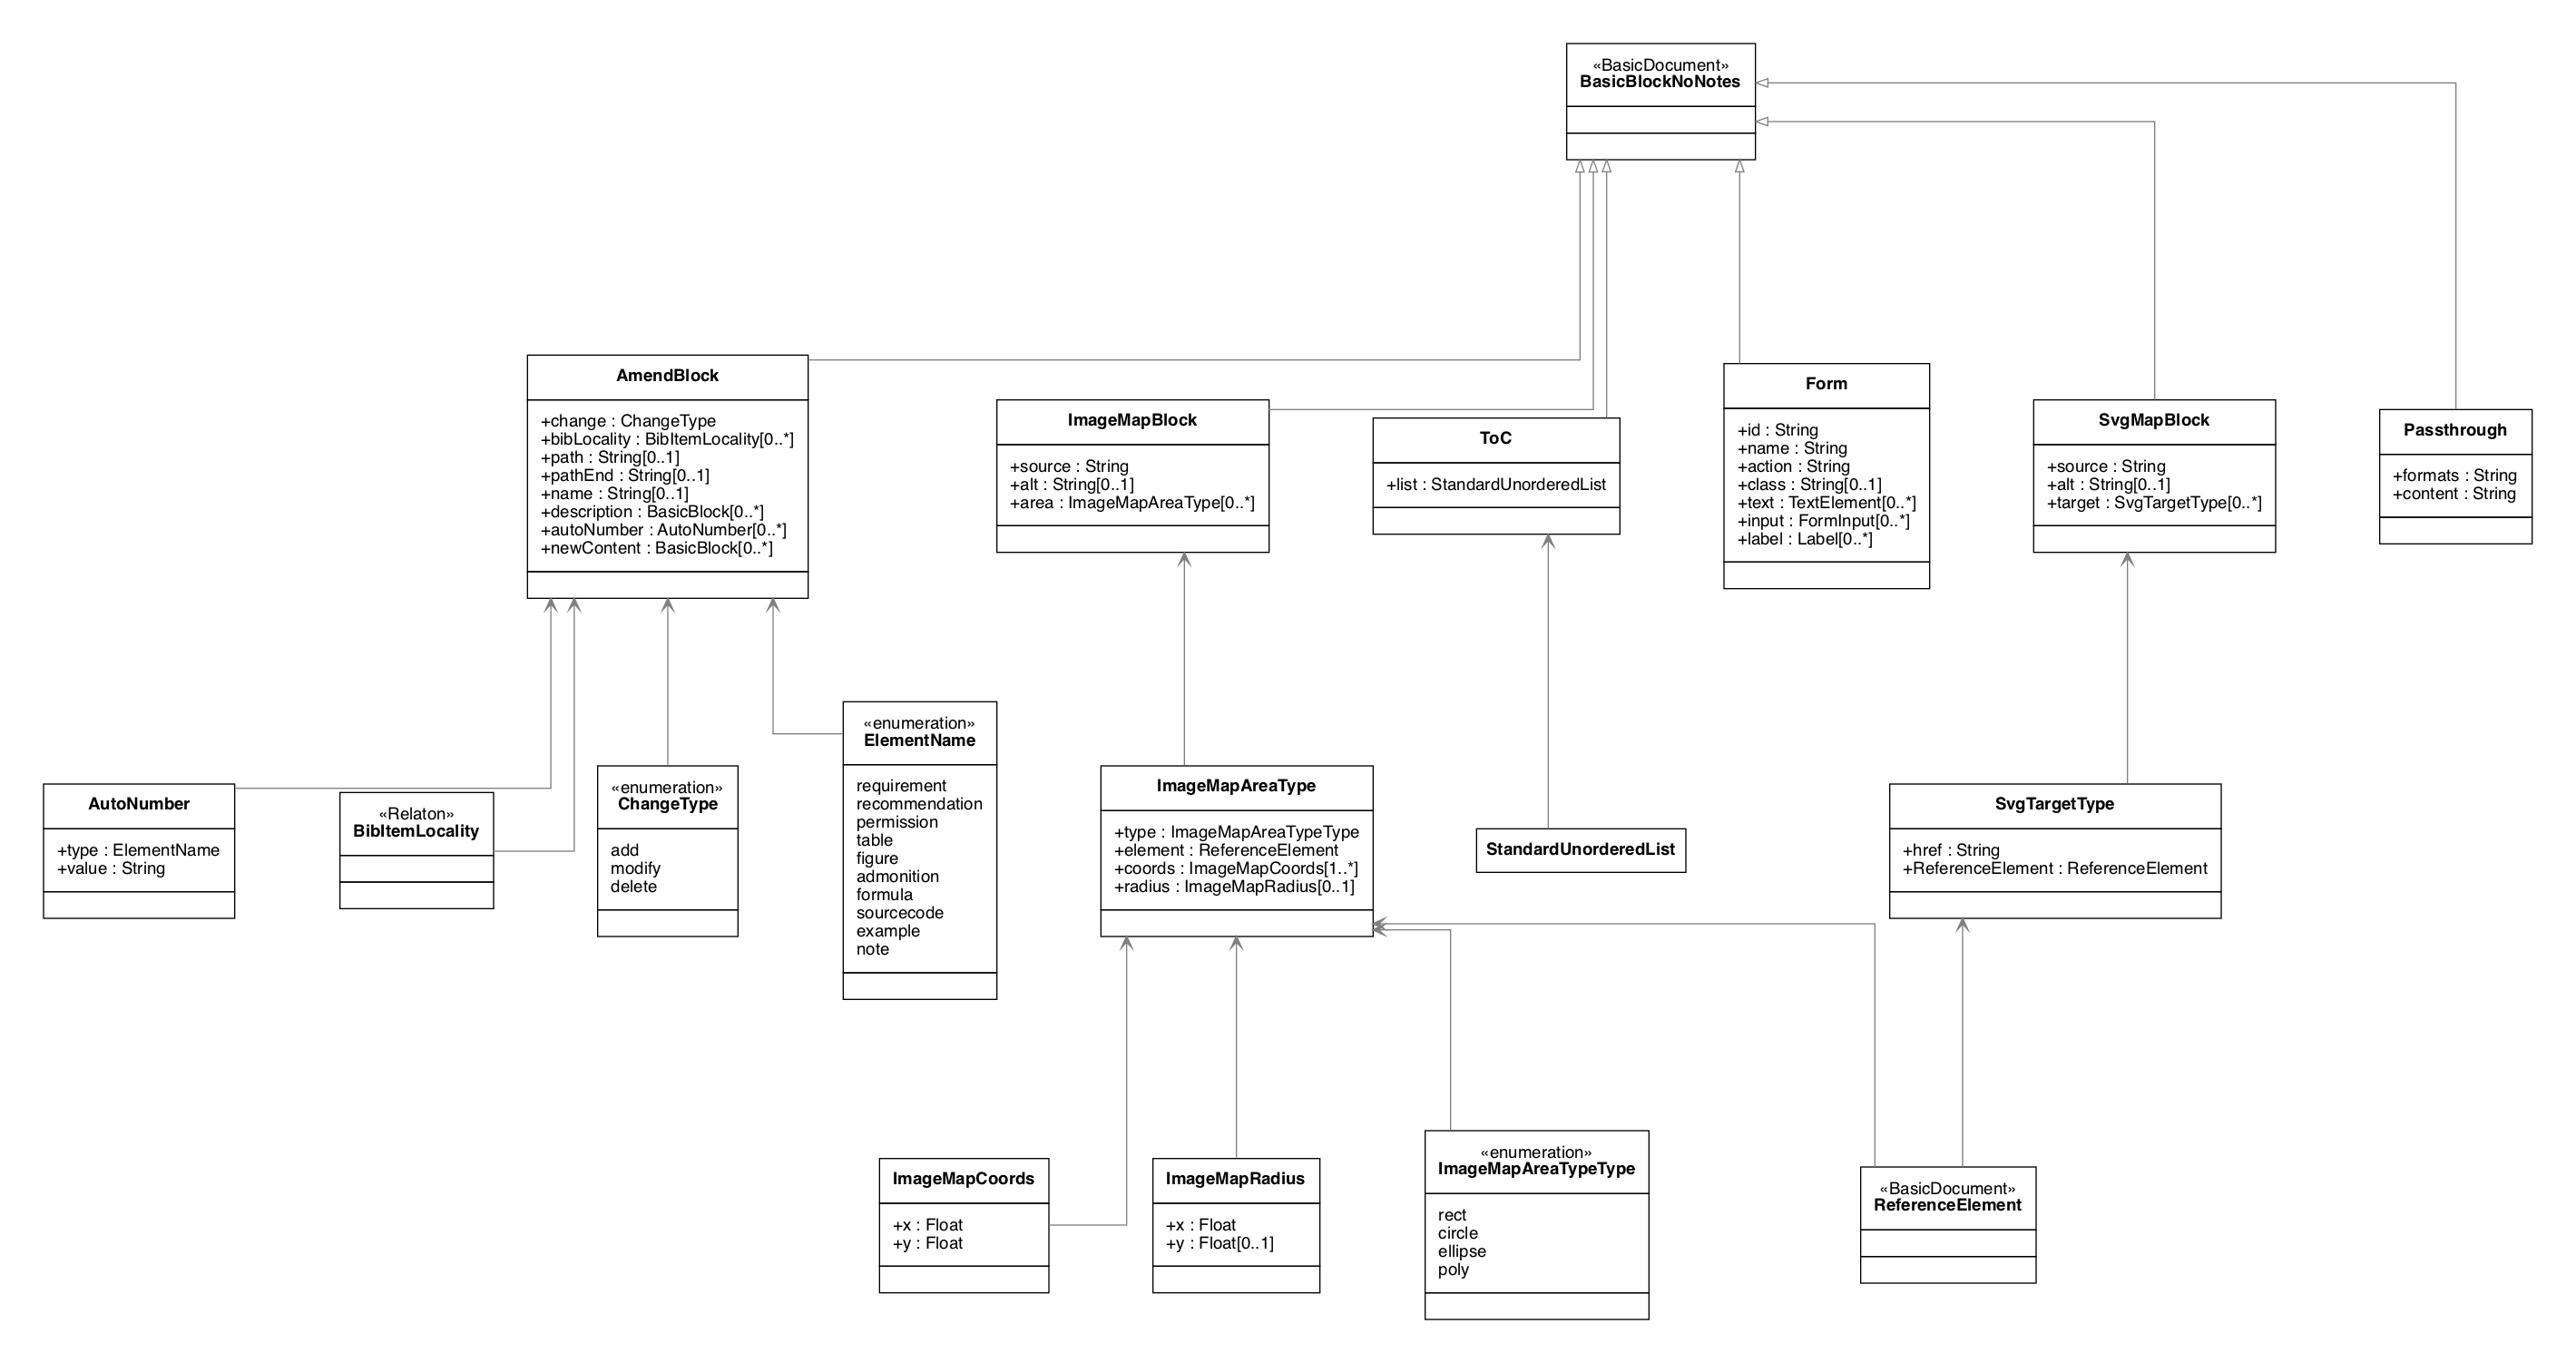 «BasicDocument»
BasicBlockNoNotes
AmendBlock
+change : ChangeType
+bibLocality : BibItemLocality[0..*]
+path : String[0..1]
+pathEnd : String[0..1]
+name : String[0..1]
+description : BasicBlock[0..*]
+autoNumber : AutoNumber[0..*]
+newContent : BasicBlock[0..*]
ImageMapBlock
+source : String
+alt : String[0..1]
+area : ImageMapAreaType[0..*]
ToC
+list : StandardUnorderedList
Form
+id : String
+name : String
+action : String
+class : String[0..1]
+text : TextElement[0..*]
+input : FormInput[0..*]
+label : Label[0..*]
SvgMapBlock
+source : String
+alt : String[0..1]
+target : SvgTargetType[0..*]
Passthrough
+formats : String
+content : String
AutoNumber
+type : ElementName
+value : String
«Relaton»
BibItemLocality
«enumeration»
ChangeType
add
modify
delete
«enumeration»
ElementName
requirement
recommendation
permission
table
figure
admonition
formula
sourcecode
example
note
ImageMapAreaType
+type : ImageMapAreaTypeType
+element : ReferenceElement
+coords : ImageMapCoords[1..*]
+radius : ImageMapRadius[0..1]
StandardUnorderedList
SvgTargetType
+href : String
+ReferenceElement : ReferenceElement
ImageMapCoords
+x : Float
+y : Float
ImageMapRadius
+x : Float
+y : Float[0..1]
«enumeration»
ImageMapAreaTypeType
rect
circle
ellipse
poly
«BasicDocument»
ReferenceElement